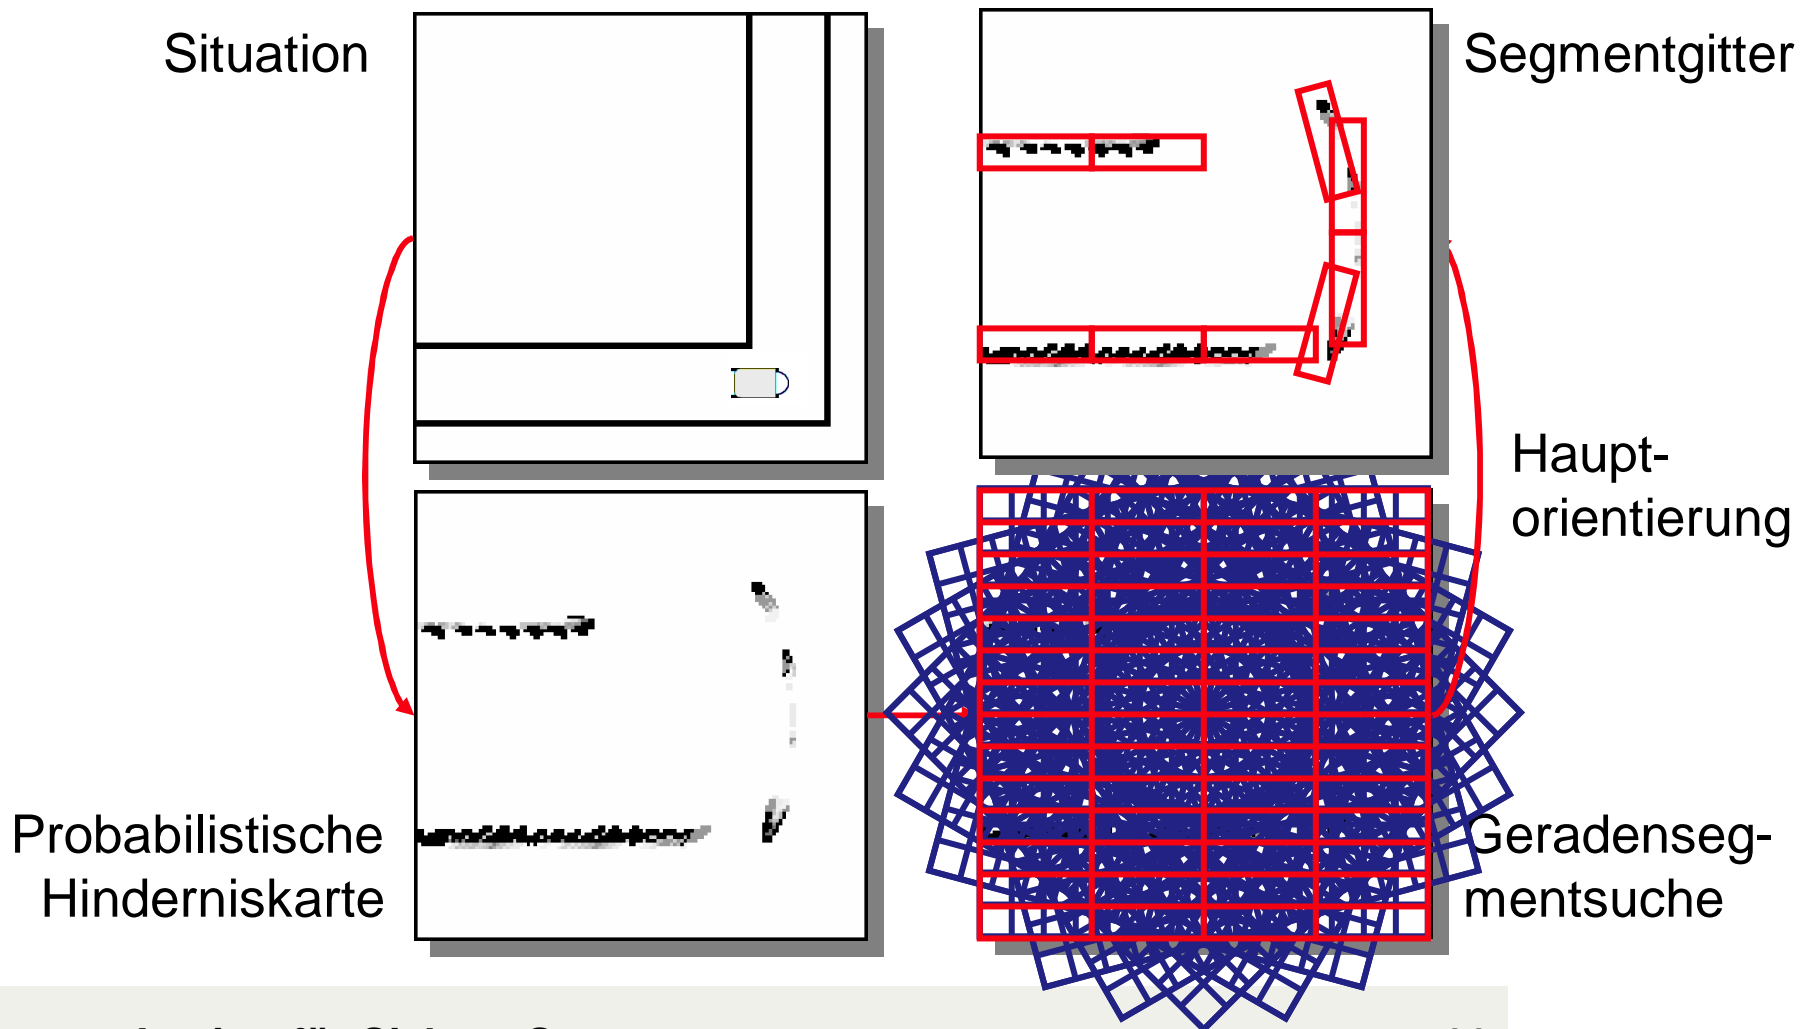 Situation
Segmentgitter
Haupt-
orientierung
Probabilistische
Hinderniskarte
Geradenseg-
mentsuche